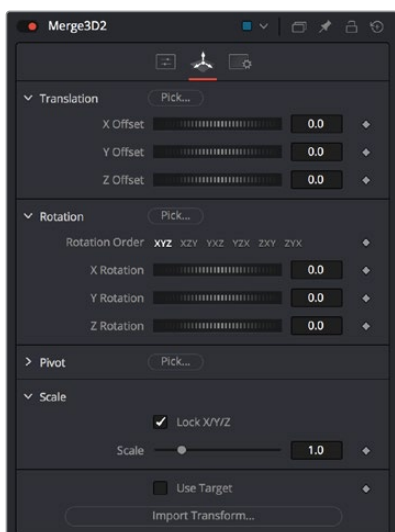 Merge3D2
Translation Pick...
X Offset 0.0
Y Offset 0.0
Z Offset 0.0
Rotation Pick...
Rotation Order XYZ XZY YXZ YZX ZXY ZYX
X Rotation 0.0
Y Rotation 0.0
Z Rotation 0.0
Pivot Pick...
Scale
Lock X/Y/Z
Scale 1.0
Use Target
Import Transform...